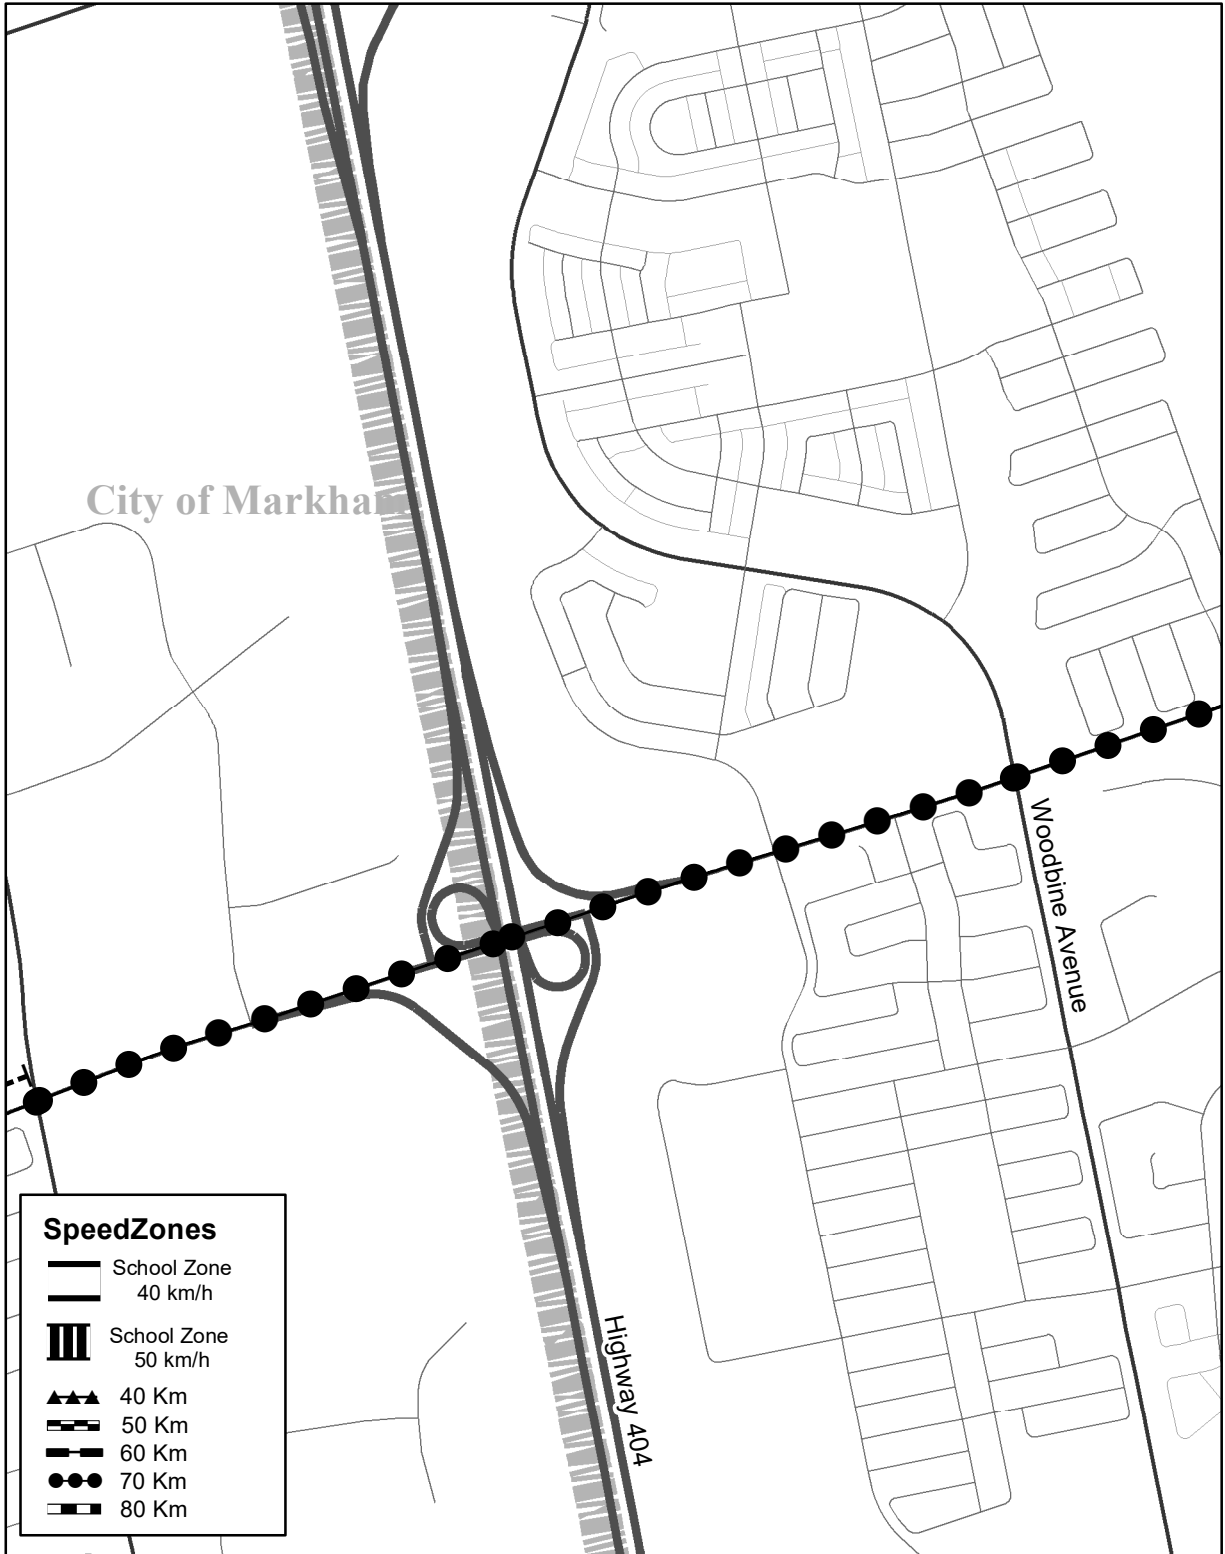 City of Markham
Woodbine Avenue
Highway 404
SpeedZones
School Zone
40 km/h
School Zone
50 km/h
40 Km
50 Km
60 Km
70 Km
80 Km